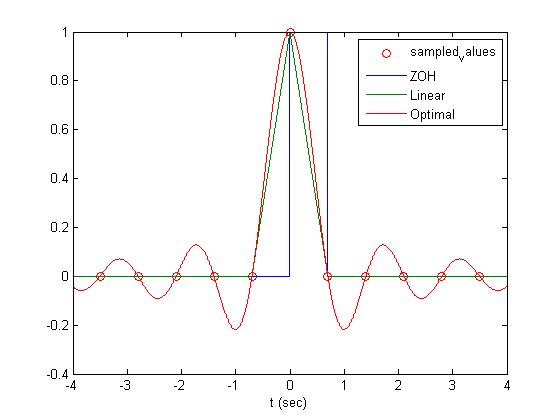 sampled_values
ZOH
Linear
Optimal
1
0.8
0.6
0.4
0.2
0
-0.2
-0.4
-4 -3 -2 -1 0 1 2 3 4
t (sec)